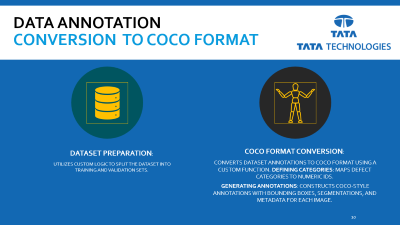 DATA ANNOTATION
CONVERSION TO COCO FORMAT
TATA
TATA TECHNOLOGIES
DATASET PREPARATION:
UTILIZES CUSTOM LOGIC TO SPLIT THE DATASET INTO
TRAINING AND VALIDATION SETS.
COCO FORMAT CONVERSION:
CONVERTS DATASET ANNOTATIONS TO COCO FORMAT USING A
CUSTOM FUNCTION. DEFINING CATEGORIES: MAPS DEFECT
CATEGORIES TO NUMERIC IDS.
GENERATING ANNOTATIONS: CONSTRUCTS COCO-STYLE
ANNOTATIONS WITH BOUNDING BOXES, SEGMENTATIONS, AND
METADATA FOR EACH IMAGE.